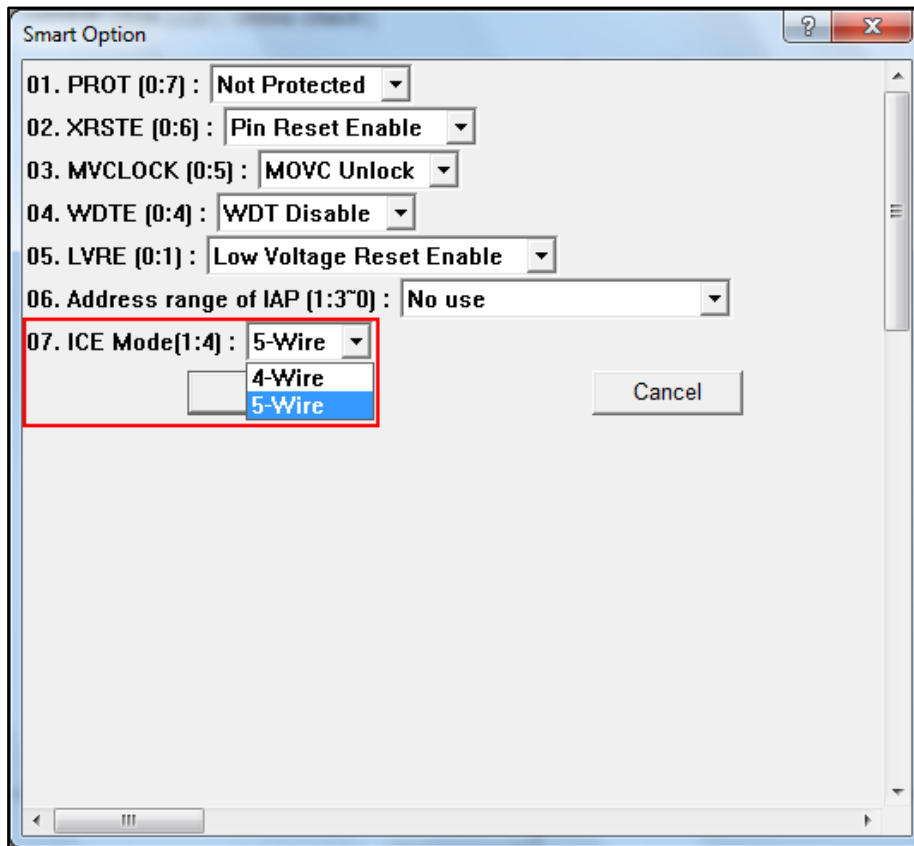 Smart Option
01. PROT (0:7) : Not Protected
02. XRSTE (0:6) : Pin Reset Enable
03. MVCLOCK (0:5) : MOVC Unlock
04. WDTE (0:4) : WDT Disable
05. LVRE (0:1) : Low Voltage Reset Enable
06. Address range of IAP (1:3~0) : No use
07. ICE Mode(1:4) : 5-Wire
4-Wire
5-Wire
Cancel